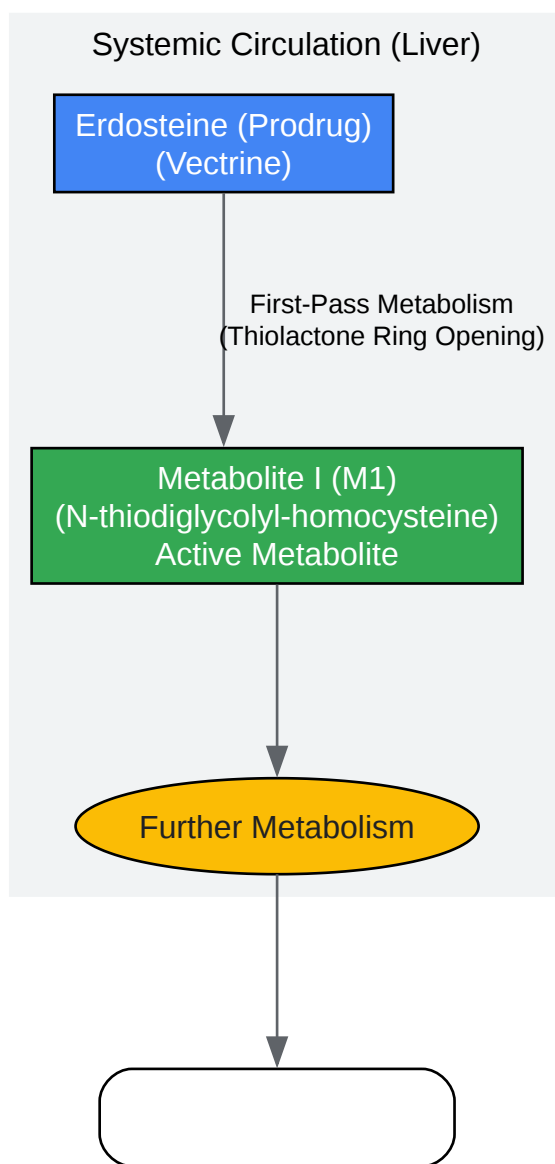 Systemic Circulation (Liver)
Erdosteine (Prodrug)
(Vectrine)
First-Pass Metabolism
(Thiolactone Ring Opening)
Metabolite I (M1)
(N-thiodiglycolyl-homocysteine)
Active Metabolite
Further Metabolism